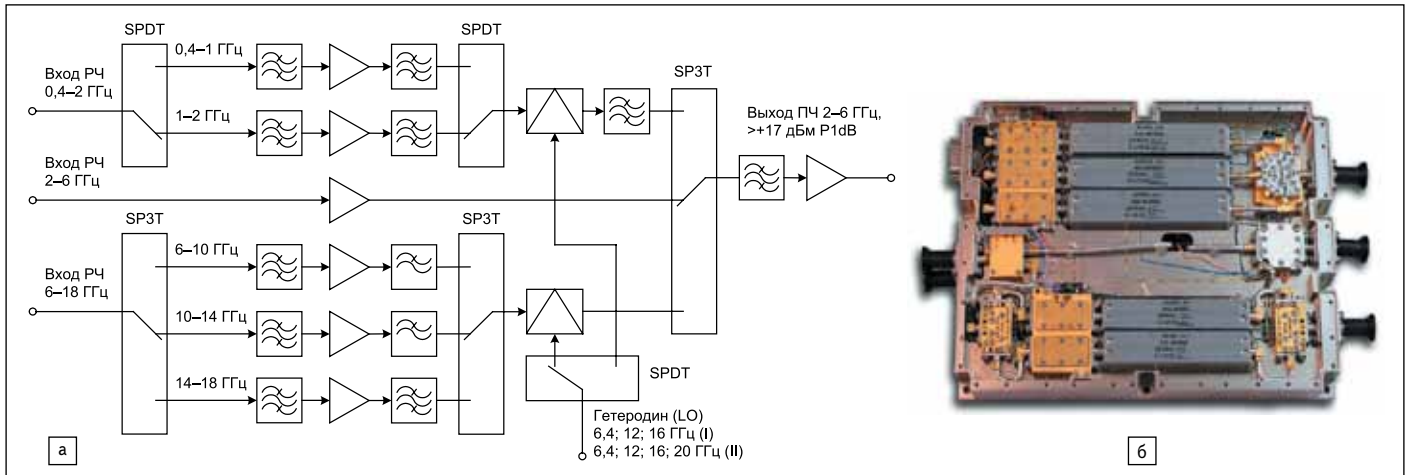 SPDT
SPDT
0,4–1 ГГц
Вход РЧ
0,4–2 ГГц
SP3T
1–2 ГГц
Выход ПЧ 2–6 ГГц,
>+17 дБм P1dB
Вход РЧ
2–6 ГГц
SP3T
SP3T
6–10 ГГц
Вход РЧ
6–18 ГГц
10–14 ГГц
14–18 ГГц
SPDT
Гетеродин (LO)
6,4; 12; 16 ГГц (I)
6,4; 12; 16; 20 ГГц (II)
а
б